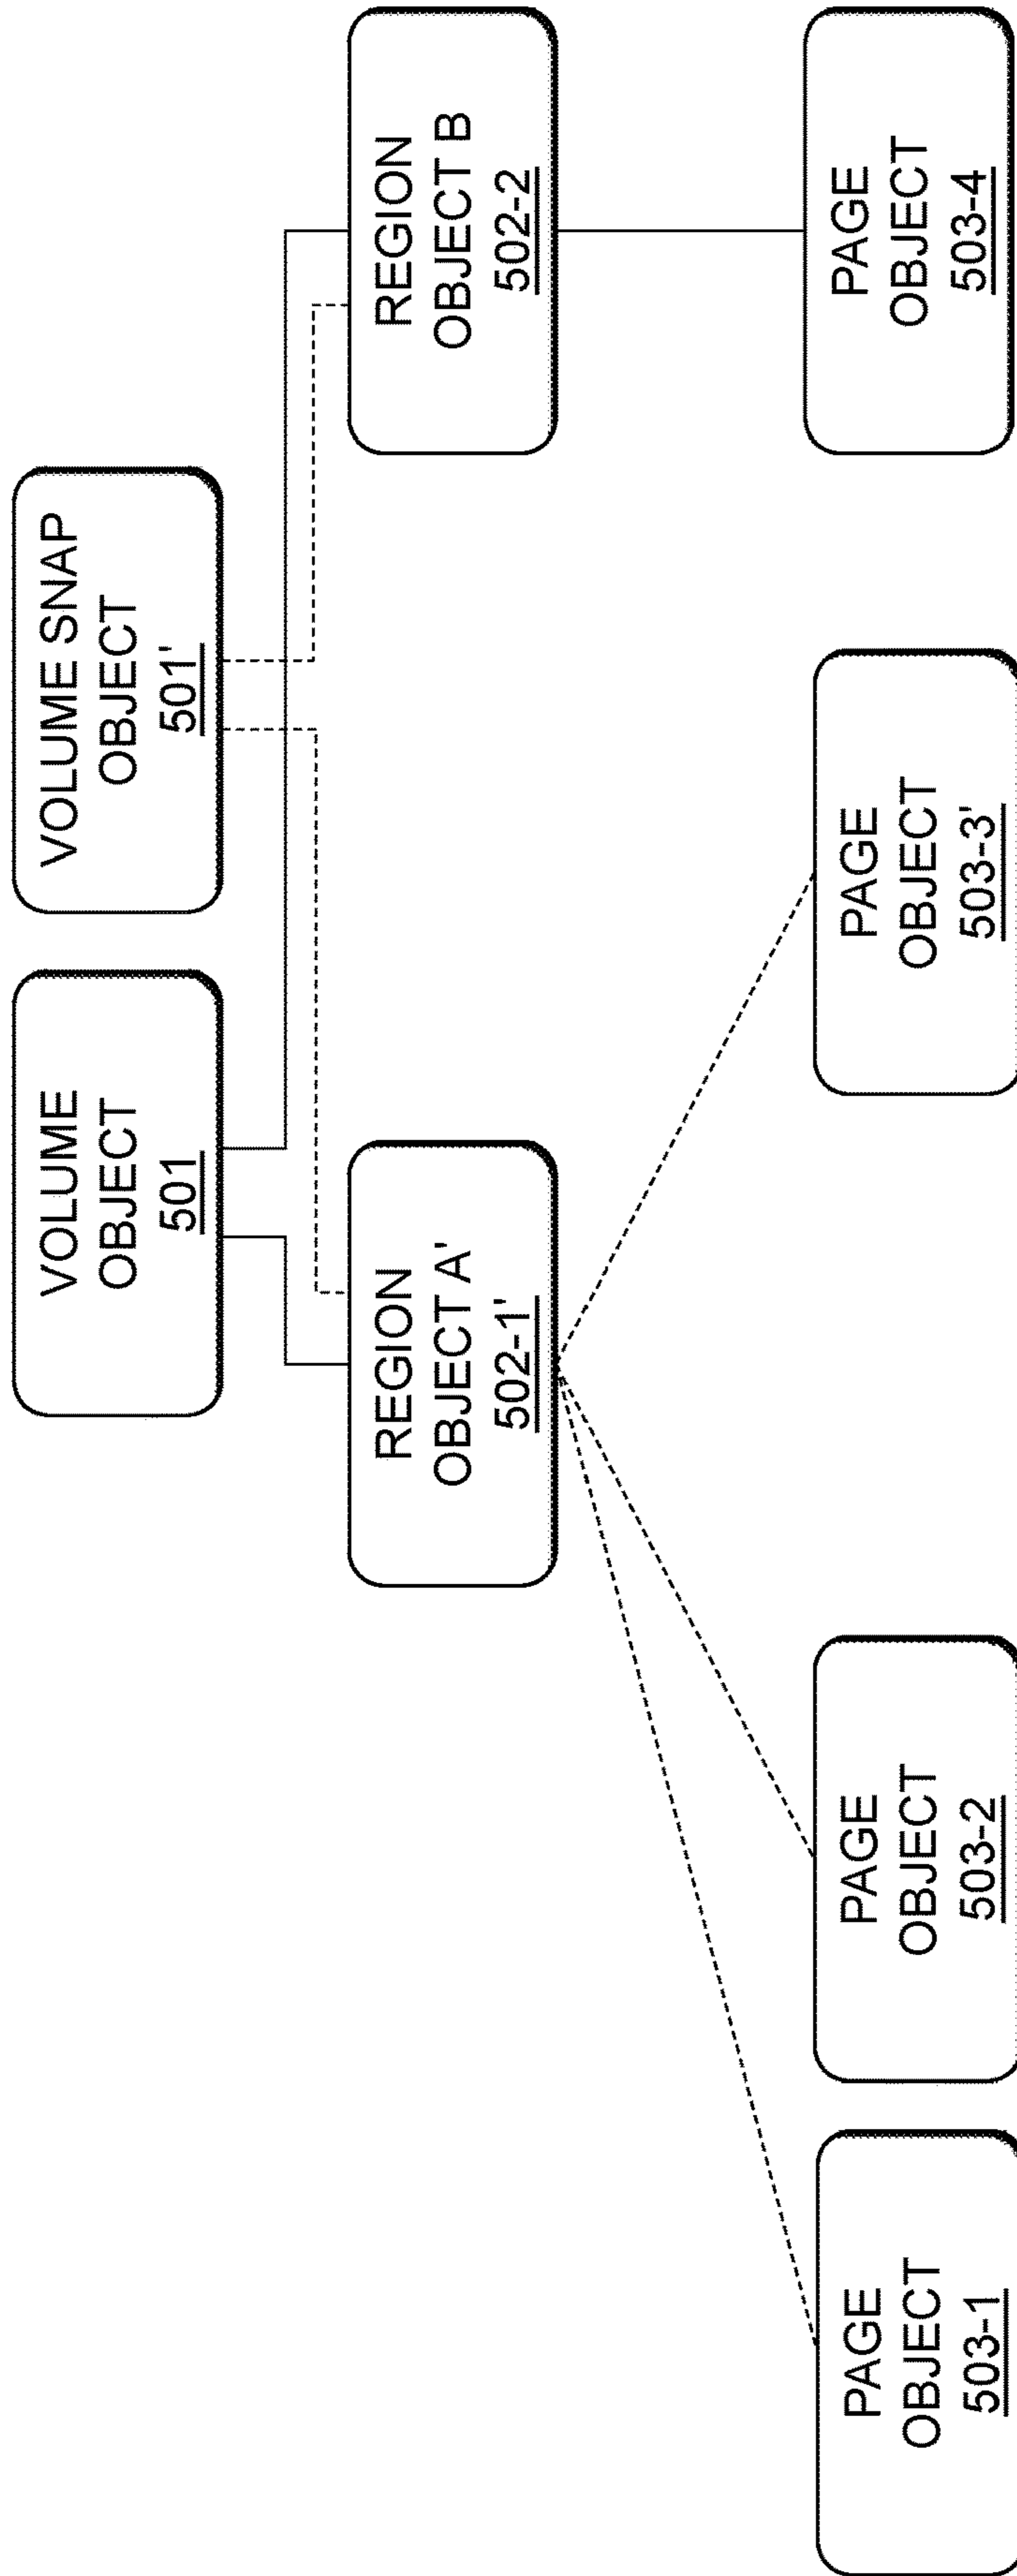 VOLUME
OBJECT
501
VOLUME SNAP
OBJECT
501'
REGION
OBJECT A'
502-1'
REGION
OBJECT B
502-2
PAGE
OBJECT
503-1
PAGE
OBJECT
503-2
PAGE
OBJECT
503-3'
PAGE
OBJECT
503-4